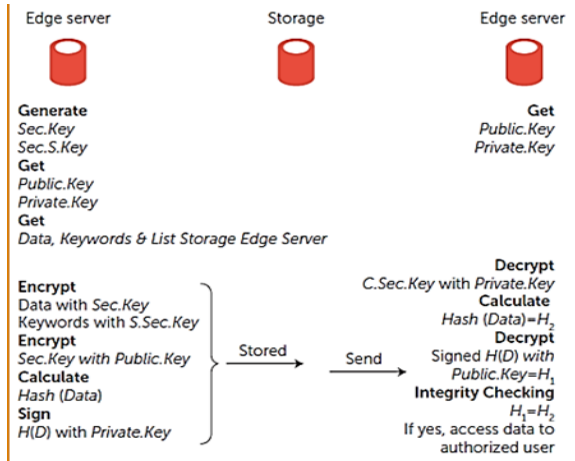 Edge server
Storage
Edge server
Generate
Sec.Key
Sec.S.Key
Get
Public.Key
Private.Key
Get
Data, Keywords & List Storage Edge Server
Get
Public.Key
Private.Key
Encrypt
Data with Sec.Key
Keywords with S.Sec.Key
Encrypt
Sec.Key with Public.Key
Calculate
Hash (Data)
Sign
H(D) with Private.Key
Stored
Send
Decrypt
C.Sec.Key with Private.Key
Calculate
Hash (Data)=H₂
Decrypt
Signed H(D) with
Public.Key=H₁
Integrity Checking
H₁=H₂
If yes, access data to
authorized user